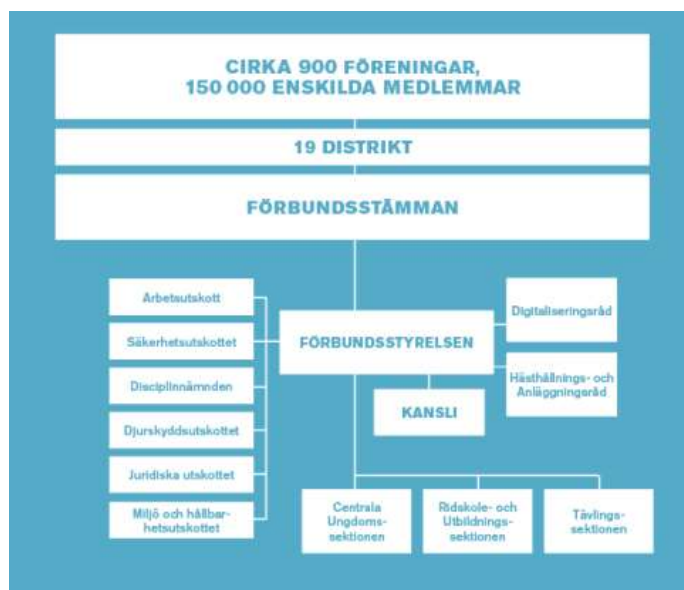 CIRKA 900 FÖRENINGAR,
150 000 ENSKILDA MEDLEMMAR
19 DISTRIKT
FÖRBUNDSSTÄMMAN
Arbetsutskott
Säkerhetsutskottet
Disciplinnämnden
Djurskyddsutskottet
Juridiska utskottet
Miljö och hållbar-
hetsutskottet
FÖRBUNDSSTYRELSEN
KANSLI
Digitaliseringsråd
Hästhållnings- och
Anläggningsråd
Centrala
Ungdoms-
sektionen
Ridskole- och
Utbildnings-
sektionen
Tävlings-
sektionen